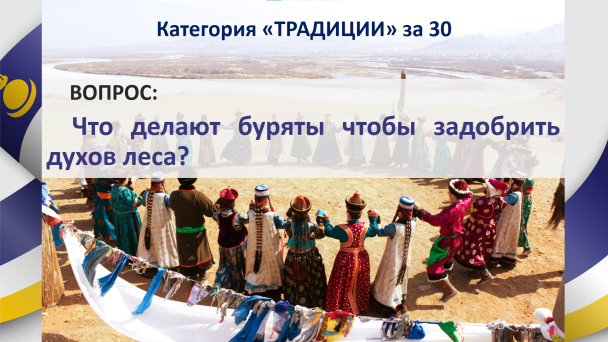 Категория «ТРАДИЦИИ» за 30
ВОПРОС:
Что делают буряты чтобы задобрить
духов леса?